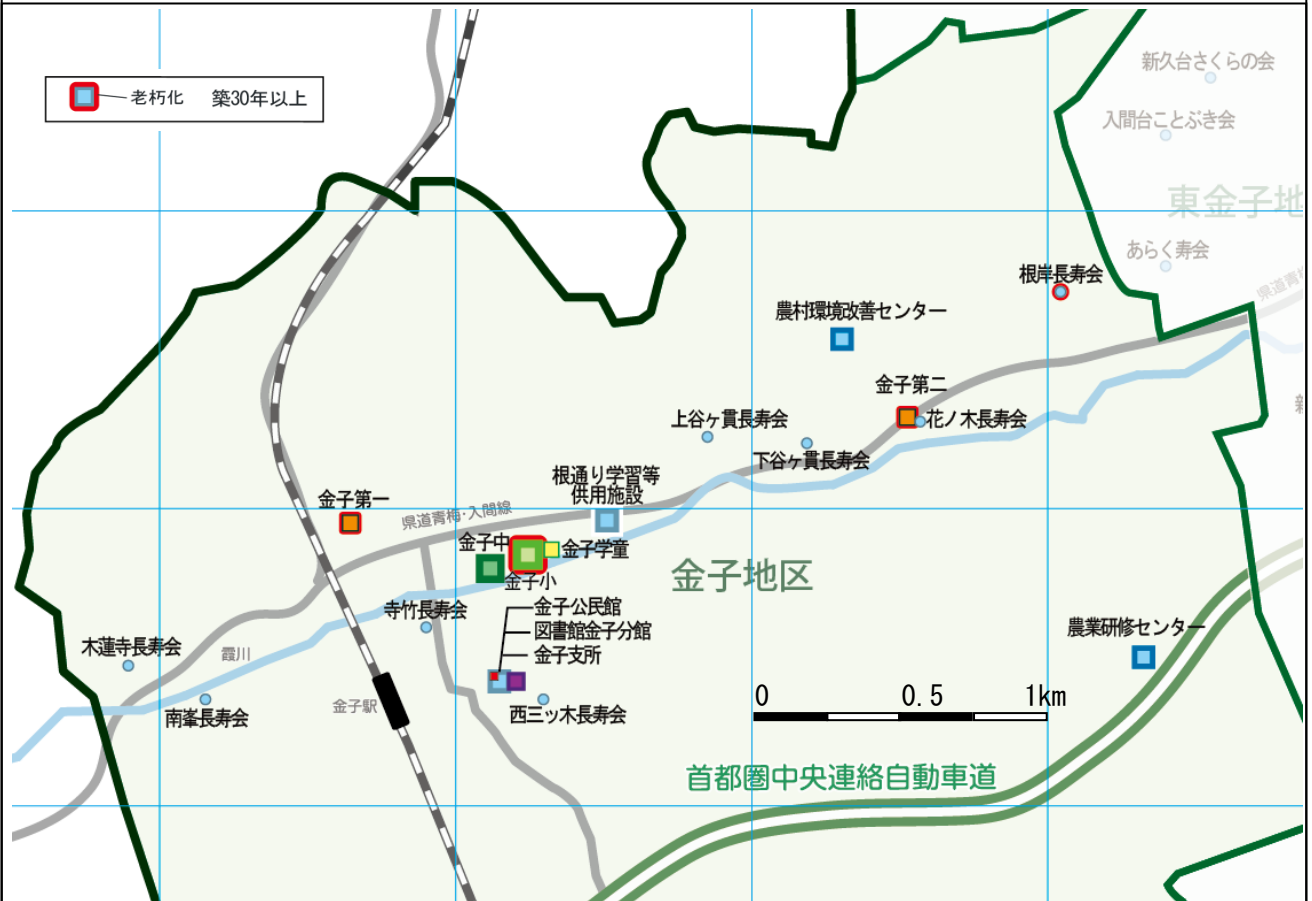 新久台さくらの会
老朽化 築30年以上
入間台ことぶき会
東金子地
あらく寿会
根岸長寿会
県道青梅
農村環境改善センター
金子第二
花ノ木長寿会
上谷ヶ貫長寿会
下谷ヶ貫長寿会
根通り学習等
供用施設
金子第一
県道青梅・入間線
金子中
金子学童
金子小
金子地区
寺竹長寿会
金子公民館
図書館金子分館
金子支所
農業研修センター
木蓮寺長寿会
霞川
南峯長寿会
金子駅
西三ッ木長寿会
0 0.5 1km
首都圏中央連絡自動車道